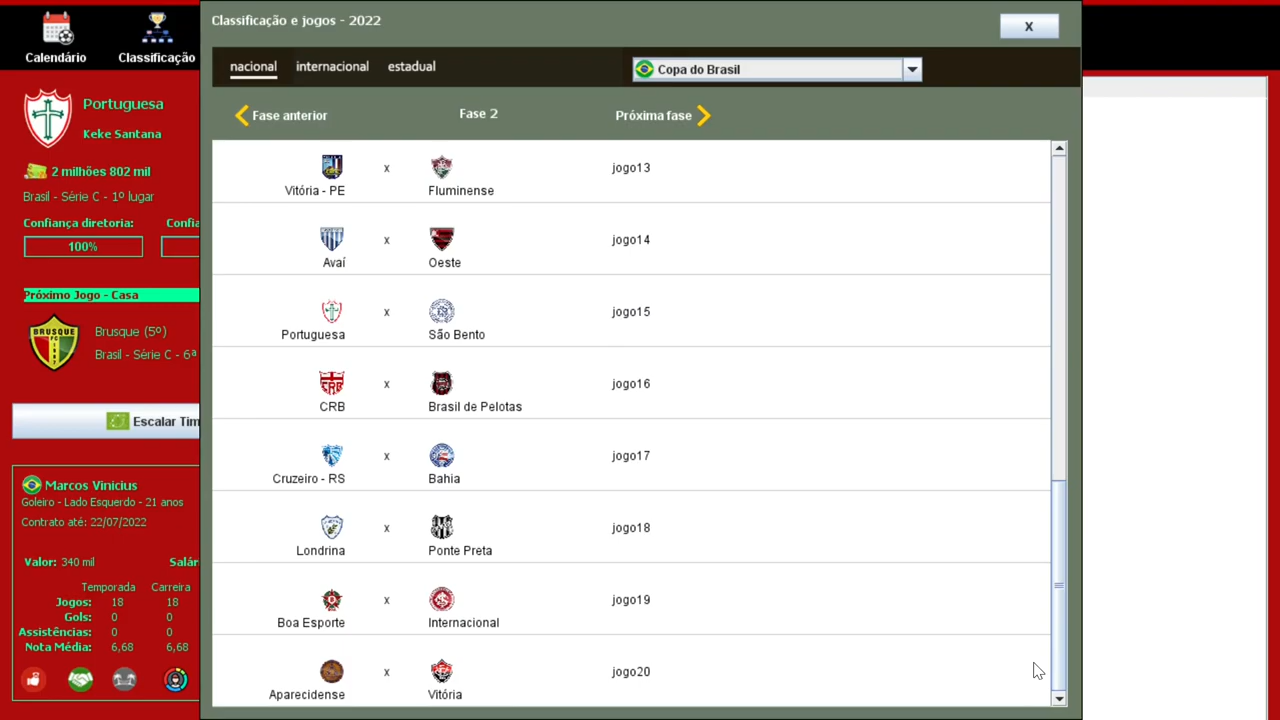 Classificação e jogos - 2022
X
Calendário
Classificação
nacional
internacional
estadual
Copa do Brasil
Fase anterior
Fase 2
Próxima fase
Portuguesa
Keke Santana
2 milhões 802 mil
Brasil - Série C - 1º lugar
Confiança diretoria:
Confia
100%
Próximo Jogo - Casa
BRUSQUE
Brusque (5º)
Brasil - Série C - 6ª
Escalar Tim
Marcos Vinicius
Goleiro - Lado Esquerdo - 21 anos
Contrato até: 22/07/2022
Valor: 340 mil
Salár
Temporada Carreira
Jogos: 18 18
Gols: 0 0
Assistências: 0 0
Nota Média: 6,68 6,68
x jogo13
Vitória - PE Fluminense
x jogo14
Avaí Oeste
x jogo15
Portuguesa São Bento
x jogo16
CRB
CRB Brasil de Pelotas
x jogo17
Cruzeiro - RS Bahia
x jogo18
Londrina Ponte Preta
x jogo19
Boa Esporte Internacional
x jogo20
Aparecidense Vitória